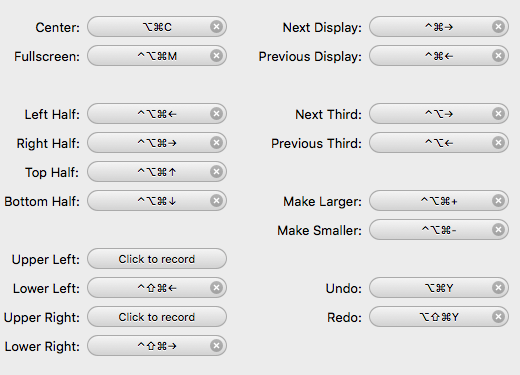 Center: ⌥⌘C
Fullscreen: ^⌥⌘M
Left Half: ^⌥⌘←
Right Half: ^⌥⌘→
Top Half: ^⌥⌘↑
Bottom Half: ^⌥⌘↓
Upper Left: Click to record
Lower Left: ^⇧⌘←
Upper Right: Click to record
Lower Right: ^⇧⌘→
Next Display: ^⌘→
Previous Display: ^⌘←
Next Third: ^⌥→
Previous Third: ^⌥←
Make Larger: ^⌥⌘+
Make Smaller: ^⌥⌘-
Undo: ⌥⌘Y
Redo: ⌥⇧⌘Y